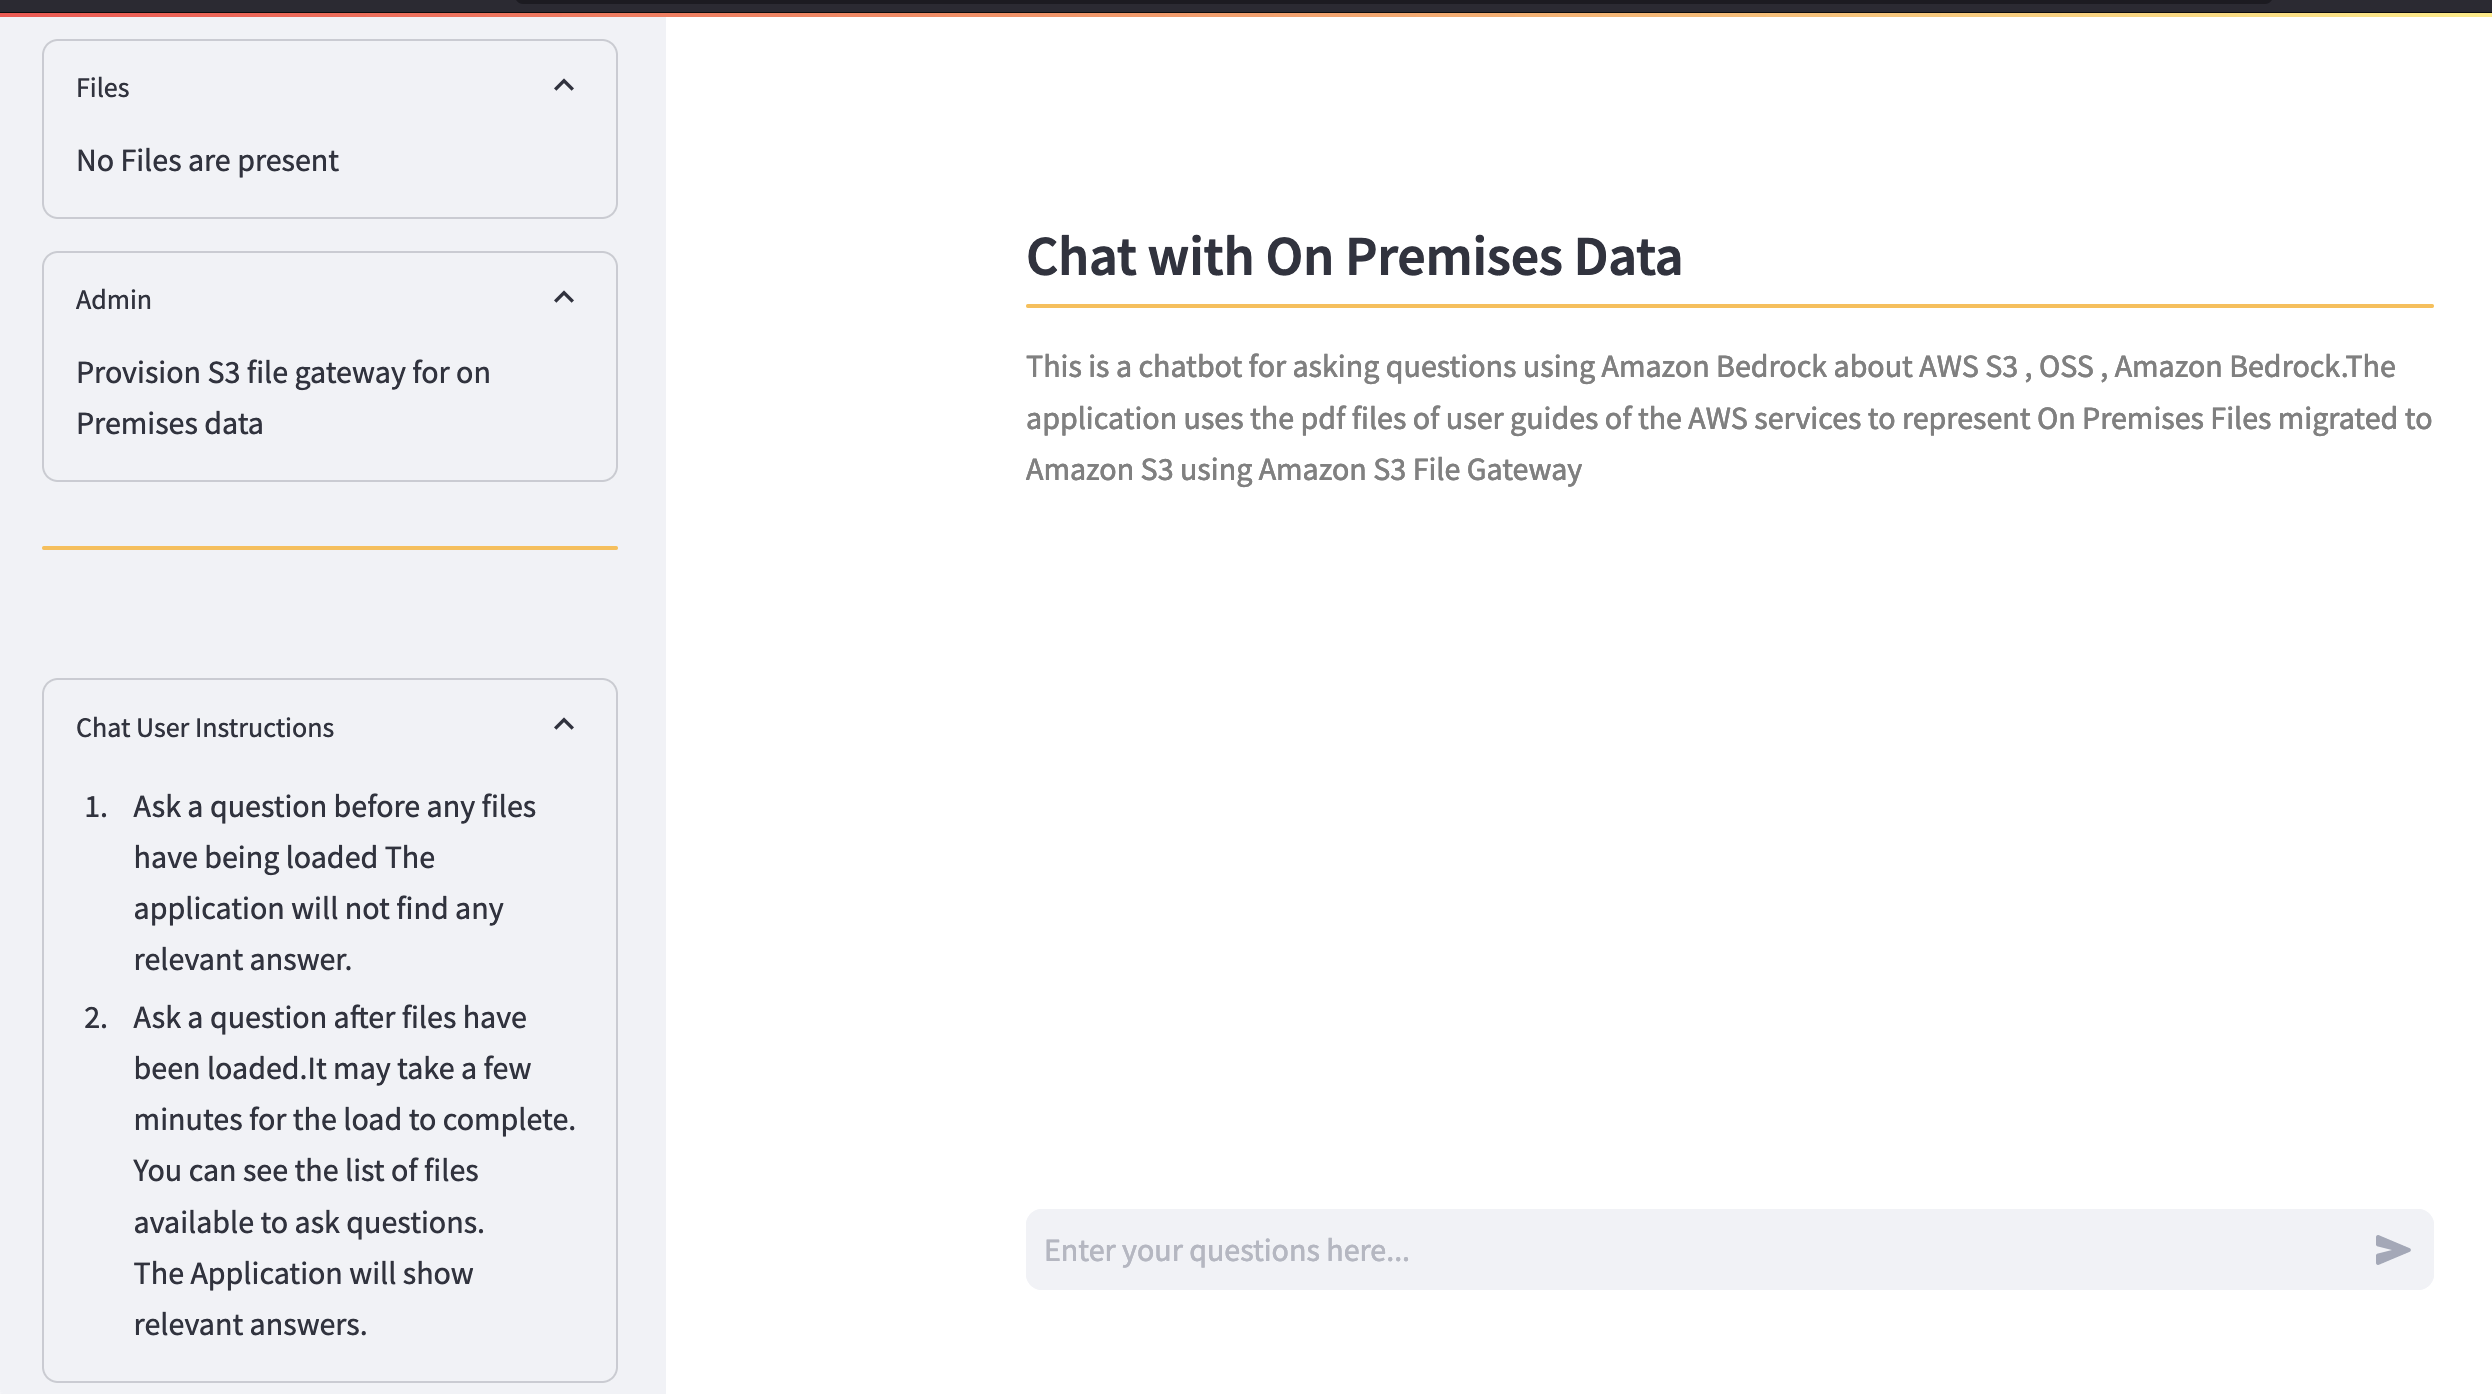 Files
No Files are present
Admin
Provision S3 file gateway for on
Premises data
Chat User Instructions
1. Ask a question before any files
have being loaded The
application will not find any
relevant answer.
2. Ask a question after files have
been loaded.It may take a few
minutes for the load to complete.
You can see the list of files
available to ask questions.
The Application will show
relevant answers.
Chat with On Premises Data
This is a chatbot for asking questions using Amazon Bedrock about AWS S3 , OSS , Amazon Bedrock.The
application uses the pdf files of user guides of the AWS services to represent On Premises Files migrated to
Amazon S3 using Amazon S3 File Gateway
Enter your questions here...